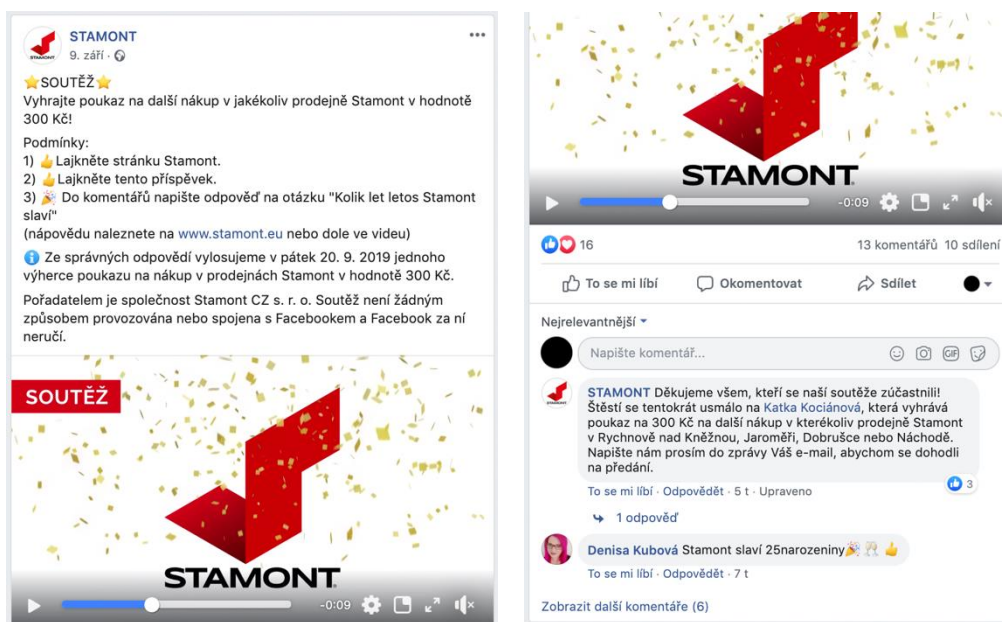 STAMONT
9. září
⭐SOUTĚŽ⭐
Vyhrajte poukaz na další nákup v jakékoliv prodejně Stamont v hodnotě
300 Kč!
Podmínky:
1) 👍Lajkněte stránku Stamont.
2) 👍Lajkněte tento příspěvek.
3) 🎉 Do komentářů napište odpověď na otázku "Kolik let letos Stamont
slaví"
(nápovědu naleznete na www.stamont.eu nebo dole ve videu)
ℹ️ Ze správných odpovědí vylosujeme v pátek 20. 9. 2019 jednoho
výherce poukazu na nákup v prodejnách Stamont v hodnotě 300 Kč.
Pořadatelem je společnost Stamont CZ s. r. o. Soutěž není žádným
způsobem provozována nebo spojena s Facebookem a Facebook za ní
neručí.
SOUTĚŽ
STAMONT
-0:09
STAMONT
-0:09
16
13 komentářů 10 sdílení
To se mi líbí Okomentovat Sdílet
Nejrelevantnější
Napište komentář...
GIF
STAMONT Děkujeme všem, kteří se naší soutěže zúčastnili!
Štěstí se tentokrát usmálo na Katka Kociánová, která vyhrává
poukaz na 300 Kč na další nákup v kterékoliv prodejně Stamont
v Rychnově nad Kněžnou, Jaroměři, Dobrušce nebo Náchodě.
Napište nám prosím do zprávy Váš e-mail, abychom se dohodli
na předání.
3
To se mi líbí · Odpovědět · 5 t · Upraveno
1 odpověď
Denisa Kubová Stamont slaví 25narozeniny🎉🥂👍
To se mi líbí · Odpovědět · 7 t
Zobrazit další komentáře (6)